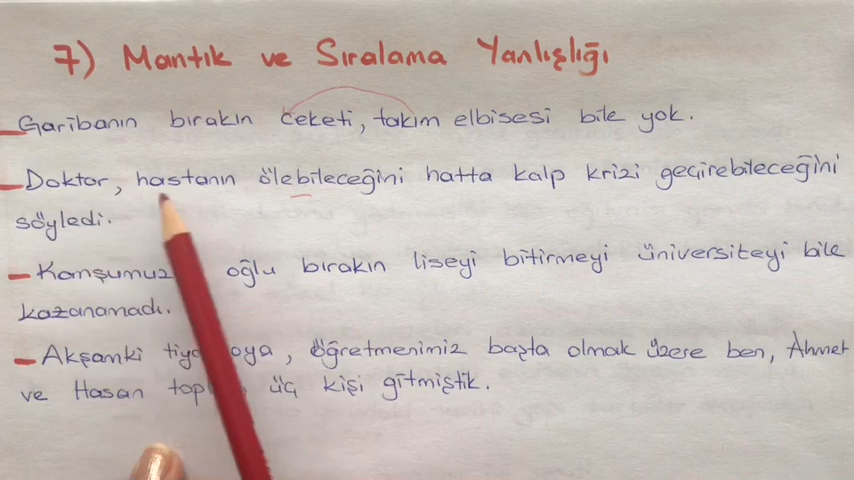 7) Mantık ve Sıralama Yanlışlığı
Garibanın bırakın ceketi, takım elbisesi bile yok.
Doktor, hastanın ölebileceğini hatta kalp krizi geçirebileceğini
söyledi.
oğlu bırakın liseyi bitirmeyi üniversiteyi bile
kazanamadı.
Akşamki öğretmenimiz başta olmak üzere ben, Ahmet
ve Hasan üç kişi gitmiştik.